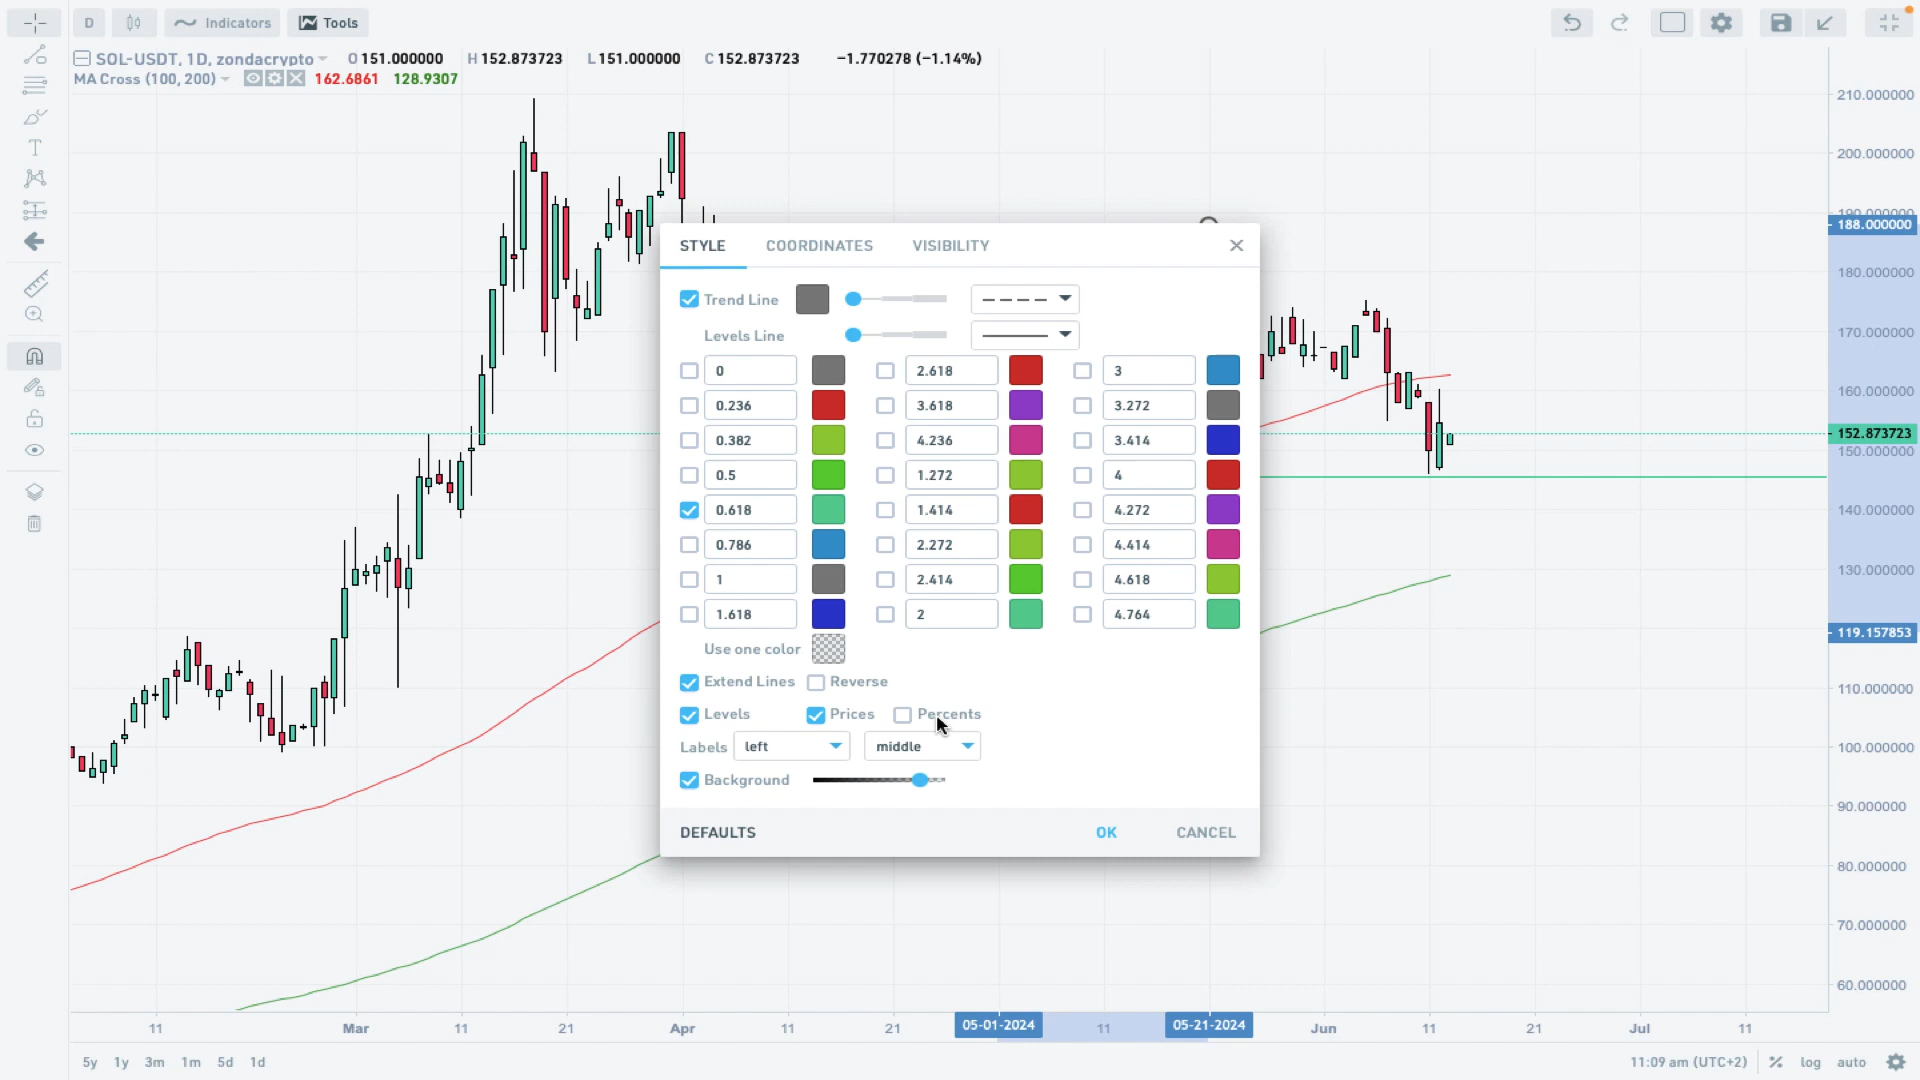 D Indicators Tools
SOL-USDT, 1D, zondacrypto O 151.000000 H 152.873723 L 151.000000 C 152.873723 −1.770278 (−1.14%)
MA Cross (100, 200) 162.6861 128.9307
210.000000
200.000000
190.000000
188.000000
180.000000
170.000000
160.000000
152.873723
150.000000
140.000000
130.000000
119.157853
110.000000
100.000000
90.000000
80.000000
70.000000
60.000000
STYLE COORDINATES VISIBILITY
Trend Line
Levels Line
0 2.618 3
0.236 3.618 3.272
0.382 4.236 3.414
0.5 1.272 4
0.618 1.414 4.272
0.786 2.272 4.414
1 2.414 4.618
1.618 2 4.764
Use one color
Extend Lines Reverse
Levels Prices Percents
Labels left middle
Background
DEFAULTS OK CANCEL
11 Mar 11 21 Apr 11 21 05-01-2024 11 05-21-2024 Jun 11 21 Jul 11
5y 1y 3m 1m 5d 1d 11:09 am (UTC+2) % log auto